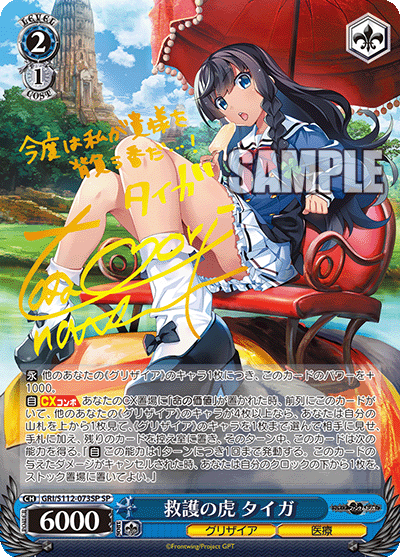 LEVEL
2
1
COST
今度は私が貴様を
背負う番だ…!
タイガ
SAMPLE
永 他のあなたの《グリザイア》のキャラ1枚につき、このカードのパワーを+
1000。
自 CXコンボ あなたのCX置場に「命の価値」が置かれた時、前列にこのカードが
いて、他のあなたの《グリザイア》のキャラが4枚以上なら、あなたは自分の
山札を上から1枚見て、《グリザイア》のキャラを1枚まで選んで相手に見せ、
手札に加え、残りのカードを控え室に置き、そのターン中、このカードは次の
能力を得る。『自 この能力は1ターンにつき1回まで発動する。このカードの
与えたダメージがキャンセルされた時、あなたは自分のクロックの下から1枚を
ストック置場に置いてよい。』
CH GRI/S112-073SP SP
救護の虎 タイガ
6000
グリザイア
医療
©Frontwing/Project GPT